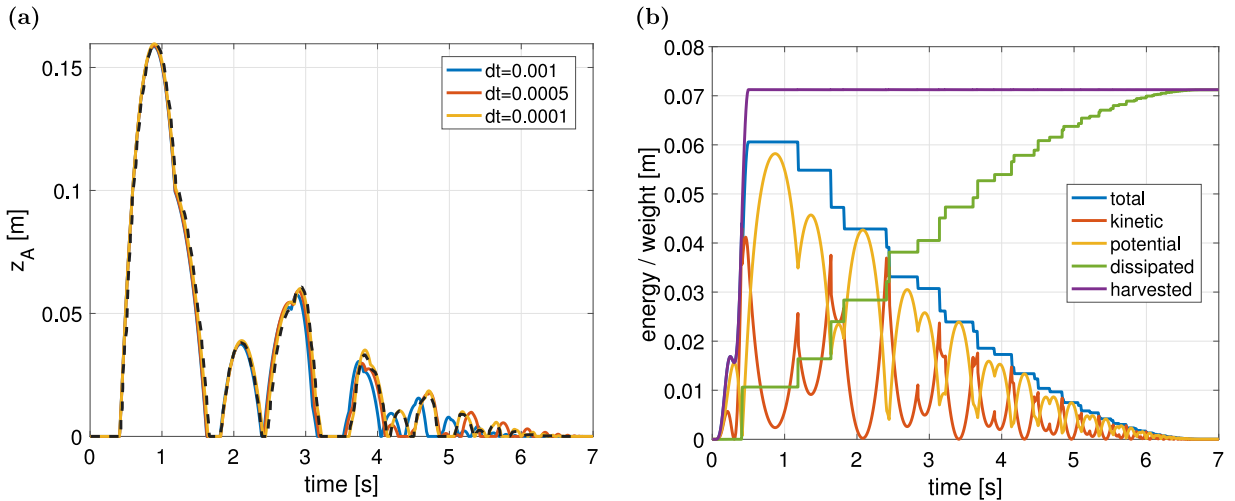 (a)
0.15
0.1
0.05
0
z_A [m]
dt=0.001
dt=0.0005
dt=0.0001
0 1 2 3 4 5 6 7
time [s]
(b)
0.08
0.07
0.06
0.05
0.04
0.03
0.02
0.01
0
energy / weight [m]
total
kinetic
potential
dissipated
harvested
0 1 2 3 4 5 6 7
time [s]